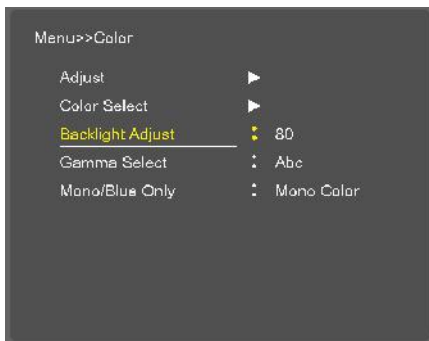 Menu>>Color
Adjust ▶
Color Select ▶
Backlight Adjust : 80
Gamma Select : Abc
Mono/Blue Only : Mono Color